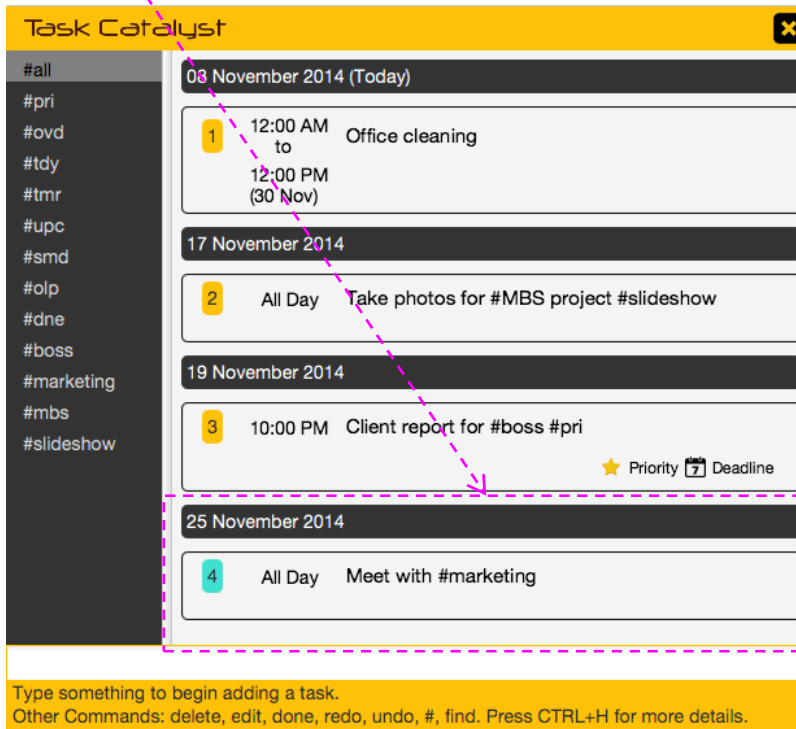 Task Catalyst
#all
#pri
#ovd
#tdy
#tmr
#upc
#smd
#olp
#dne
#boss
#marketing
#mbs
#slideshow
08 November 2014 (Today)
1
12:00 AM
to
12:00 PM
(30 Nov)
Office cleaning
17 November 2014
2
All Day
Take photos for #MBS project #slideshow
19 November 2014
3
10:00 PM
Client report for #boss #pri
Priority
7
Deadline
25 November 2014
4
All Day
Meet with #marketing
Type something to begin adding a task.
Other Commands: delete, edit, done, redo, undo, #, find. Press CTRL+H for more details.